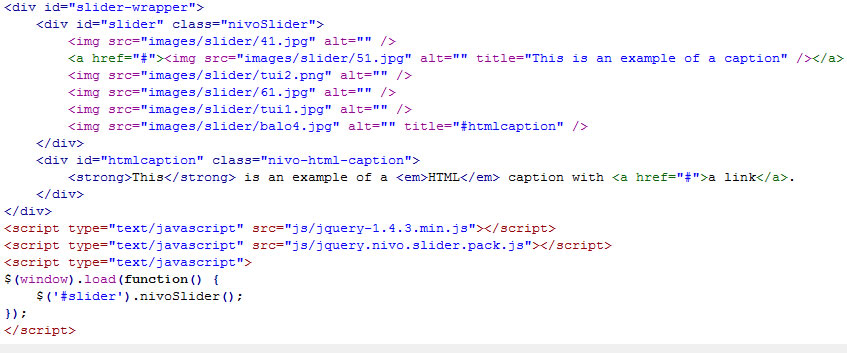 <div id="slider-wrapper">
    <div id="slider" class="nivoSlider">
        <img src="images/slider/41.jpg" alt="" />
        <a href="#"><img src="images/slider/51.jpg" alt="" title="This is an example of a caption" /></a>
        <img src="images/slider/tui2.png" alt="" />
        <img src="images/slider/61.jpg" alt="" />
        <img src="images/slider/tui1.jpg" alt="" />
        <img src="images/slider/balo4.jpg" alt="" title="#htmlcaption" />
    </div>
    <div id="htmlcaption" class="nivo-html-caption">
        <strong>This</strong> is an example of a <em>HTML</em> caption with <a href="#">a link</a>.
    </div>
</div>
<script type="text/javascript" src="js/jquery-1.4.3.min.js"></script>
<script type="text/javascript" src="js/jquery.nivo.slider.pack.js"></script>
<script type="text/javascript">
$(window).load(function() {
    $('#slider').nivoSlider();
});
</script>